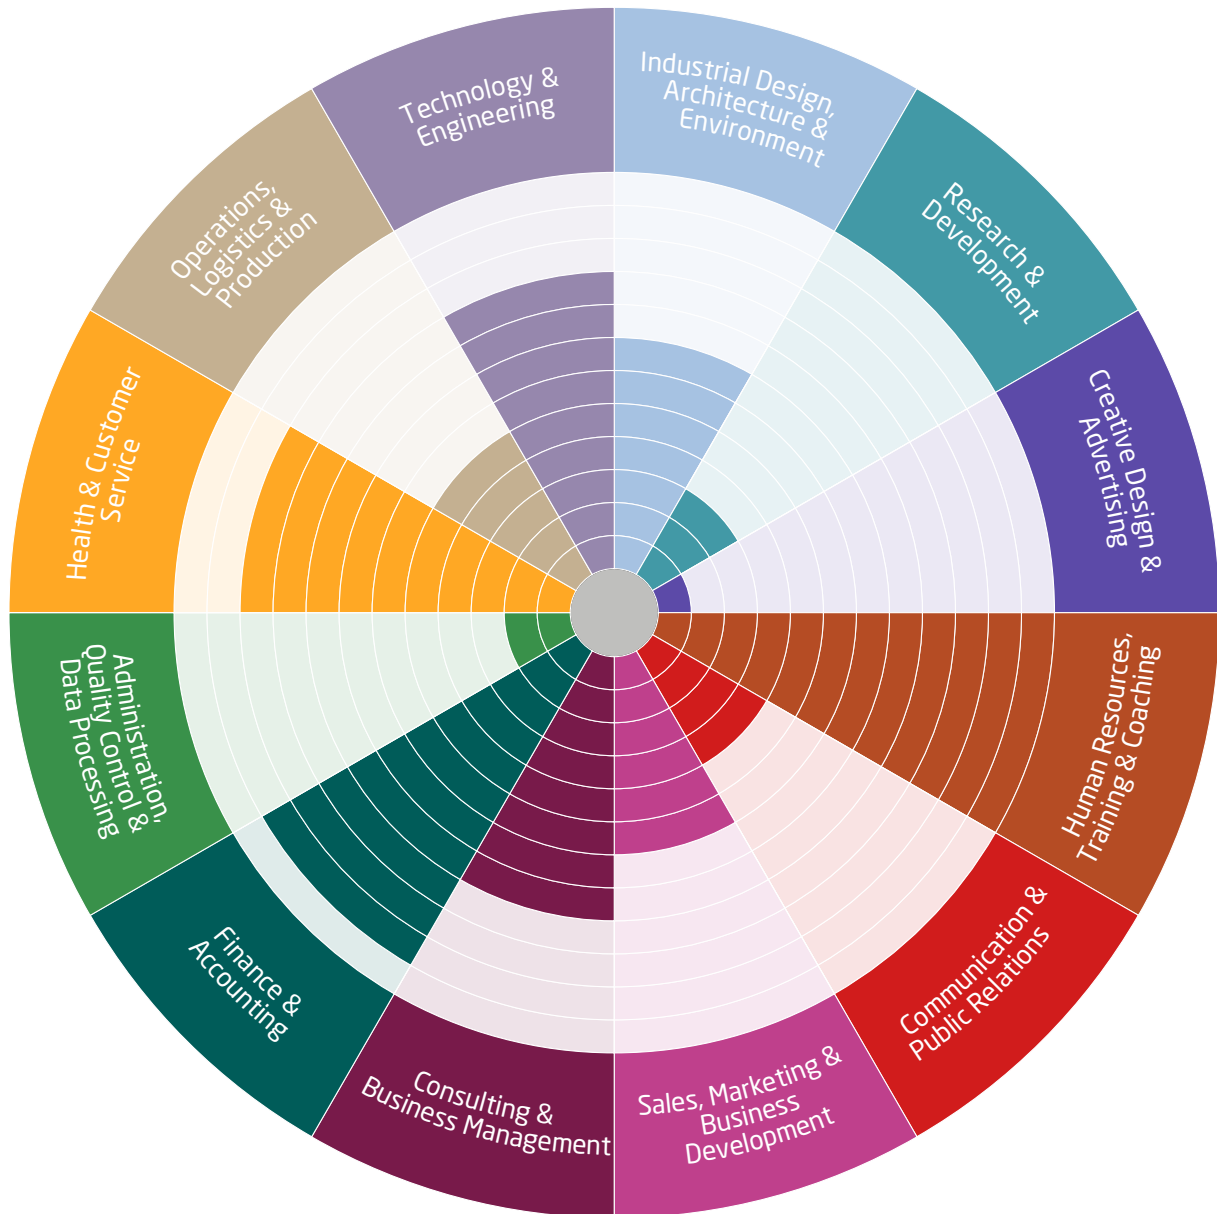 Technology &
Engineering
Industrial Design,
Architecture &
Environment
Research &
Development
Creative Design &
Advertising
Human Resources,
Training & Coaching
Communication &
Public Relations
Sales, Marketing &
Business
Development
Consulting &
Business Management
Finance &
Accounting
Administration,
Quality Control &
Data Processing
Health & Customer
Service
Operations,
Logistics &
Production